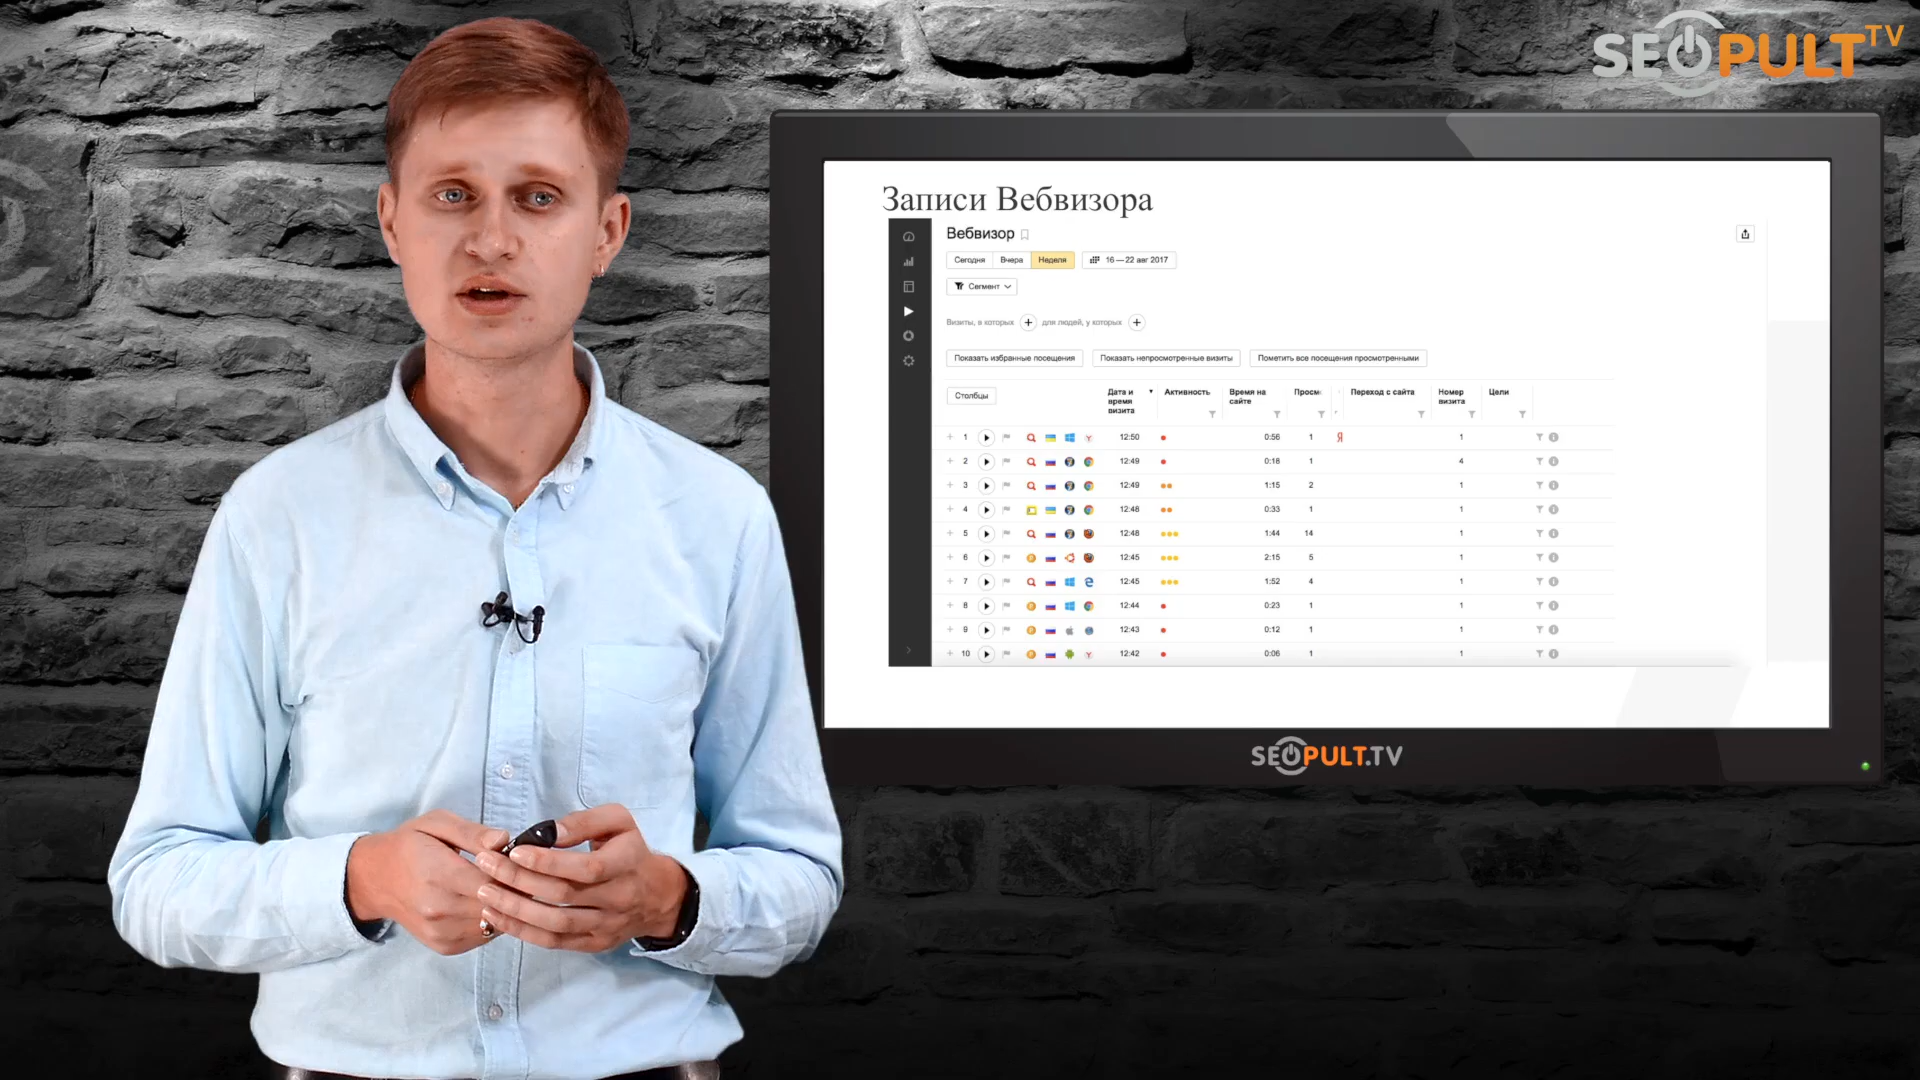 SEOPULT TV
Записи Вебвизора
Вебвизор
Сегодня Вчера Неделя 16 — 22 авг 2017
Сегмент
Визиты, в которых + для людей, у которых +
Показать избранные посещения Показать непросмотренные визиты Пометить все посещения просмотренными
Столбцы Дата и время визита Активность Время на сайте Просм Переход с сайта Номер визита Цели
+ 1 12:50 0:56 1 Я 1
+ 2 12:49 0:18 1 4
+ 3 12:49 1:15 2 1
+ 4 12:48 0:33 1 1
+ 5 12:48 1:44 14 1
+ 6 12:45 2:15 5 1
+ 7 12:45 1:52 4 1
+ 8 12:44 0:23 1 1
+ 9 12:43 0:12 1 1
+ 10 12:42 0:06 1 1
SEOPULT.TV